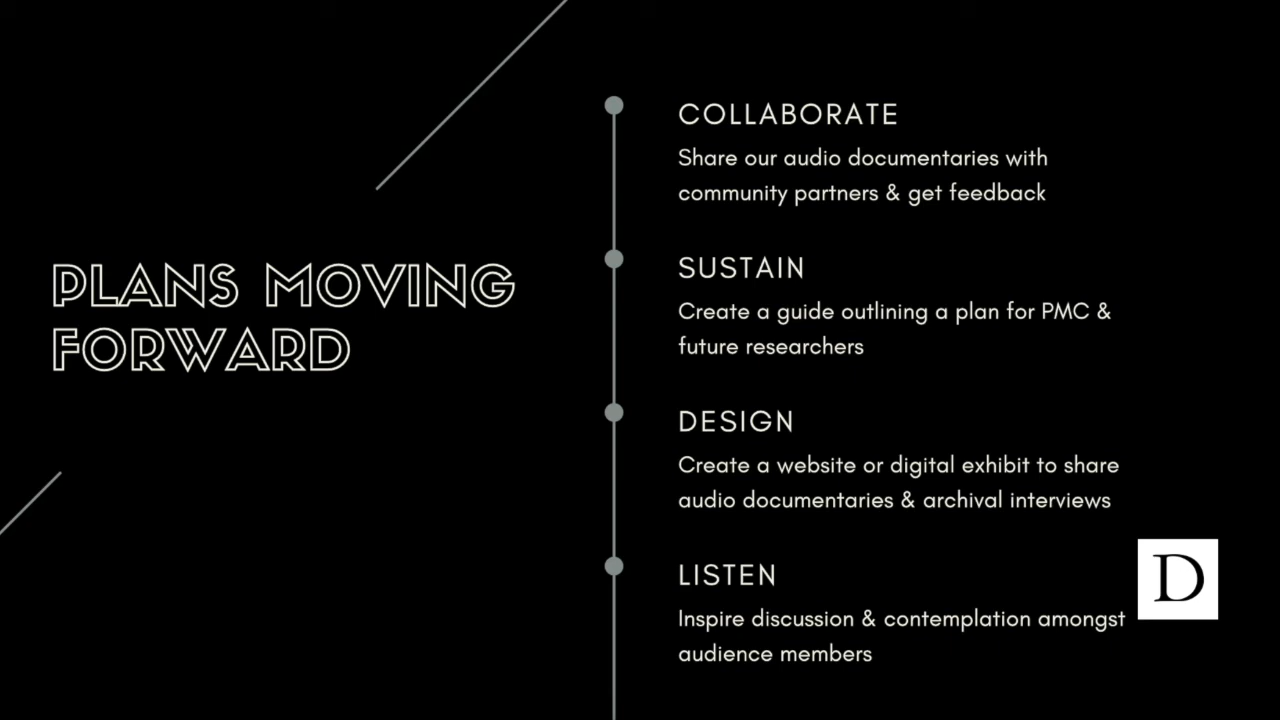 PLANS MOVING
FORWARD
COLLABORATE
Share our audio documentaries with
community partners & get feedback
SUSTAIN
Create a guide outlining a plan for PMC &
future researchers
DESIGN
Create a website or digital exhibit to share
audio documentaries & archival interviews
LISTEN
Inspire discussion & contemplation amongst
audience members
D